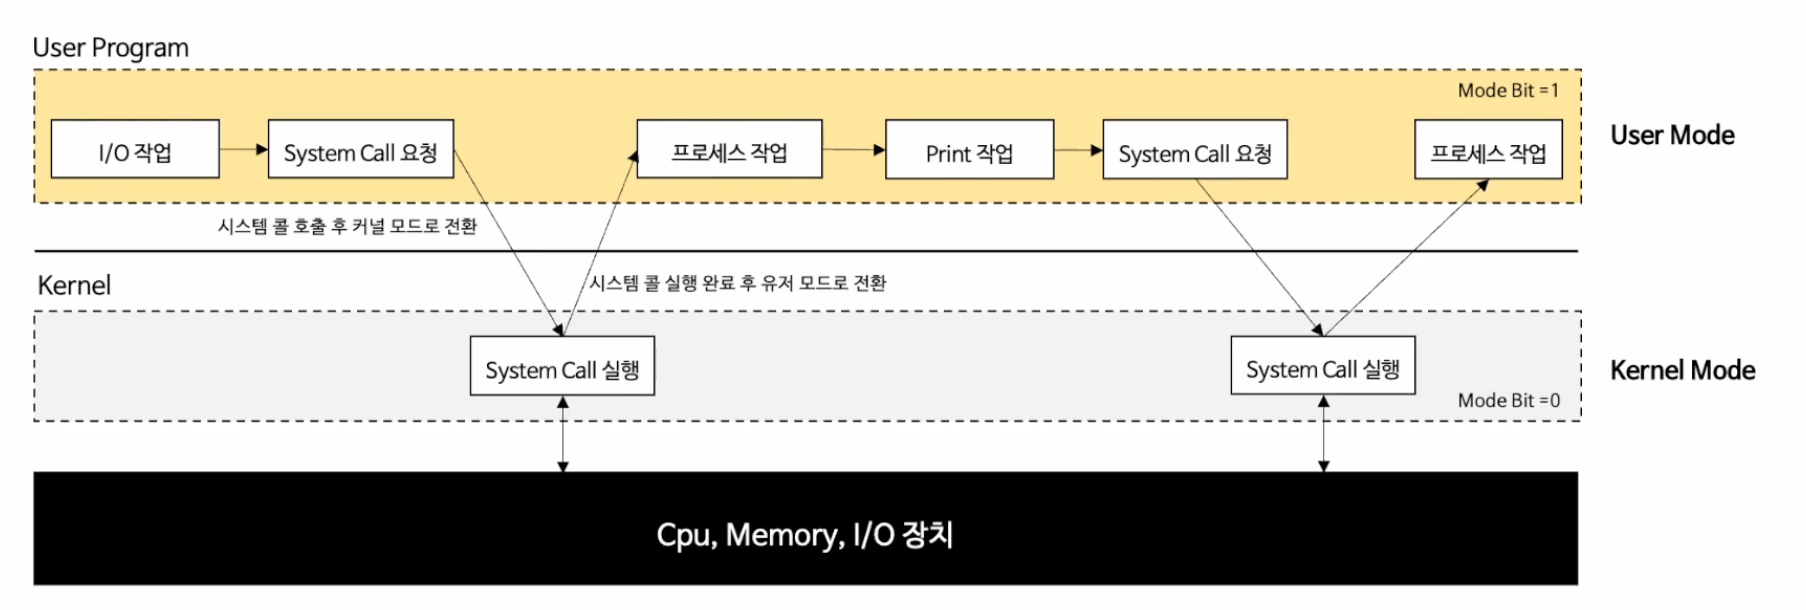 User Program
Mode Bit =1
I/O 작업
System Call 요청
프로세스 작업
Print 작업
System Call 요청
프로세스 작업
User Mode
시스템 콜 호출 후 커널 모드로 전환
Kernel
시스템 콜 실행 완료 후 유저 모드로 전환
System Call 실행
System Call 실행
Kernel Mode
Mode Bit =0
Cpu, Memory, I/O 장치